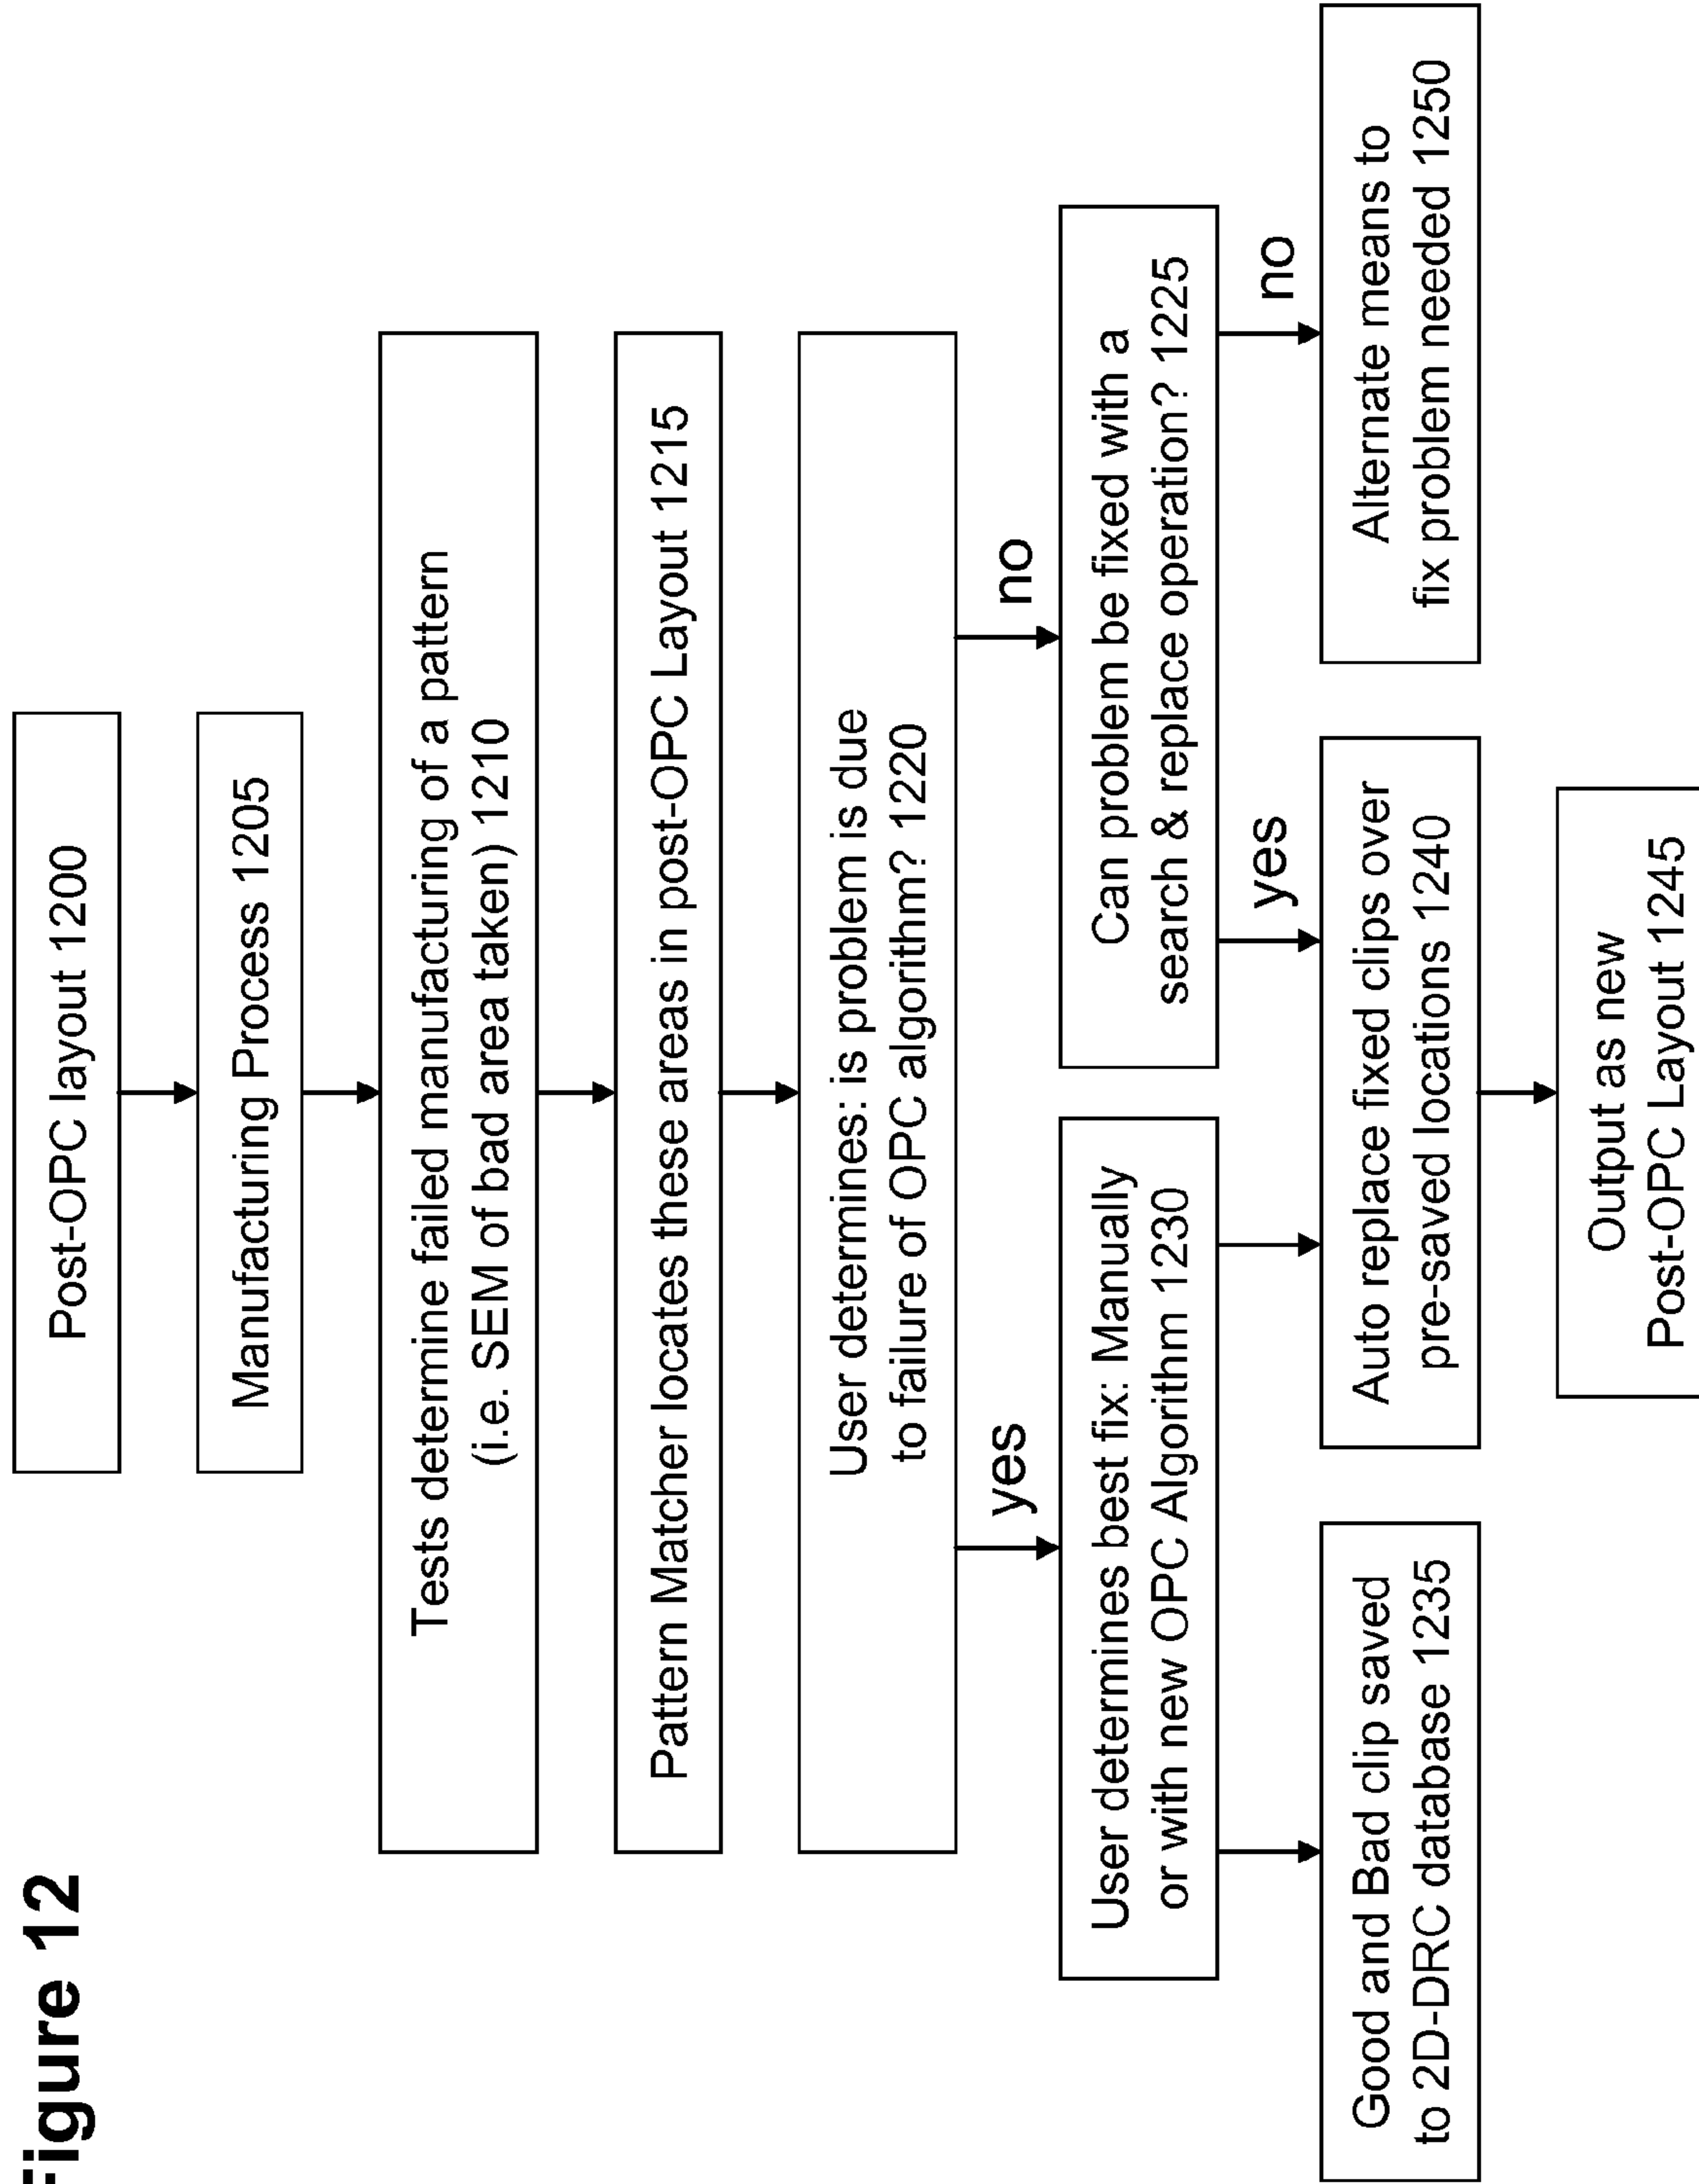 Figure 12
Post-OPC layout 1200
Manufacturing Process 1205
Tests determine failed manufacturing of a pattern
(i.e. SEM of bad area taken) 1210
Pattern Matcher locates these areas in post-OPC Layout 1215
User determines: is problem is due
to failure of OPC algorithm? 1220
yes
no
User determines best fix: Manually
or with new OPC Algorithm 1230
Can problem be fixed with a
search & replace operation? 1225
yes
no
Good and Bad clip saved
to 2D-DRC database 1235
Auto replace fixed clips over
pre-saved locations 1240
Alternate means to
fix problem needed 1250
Output as new
Post-OPC Layout 1245